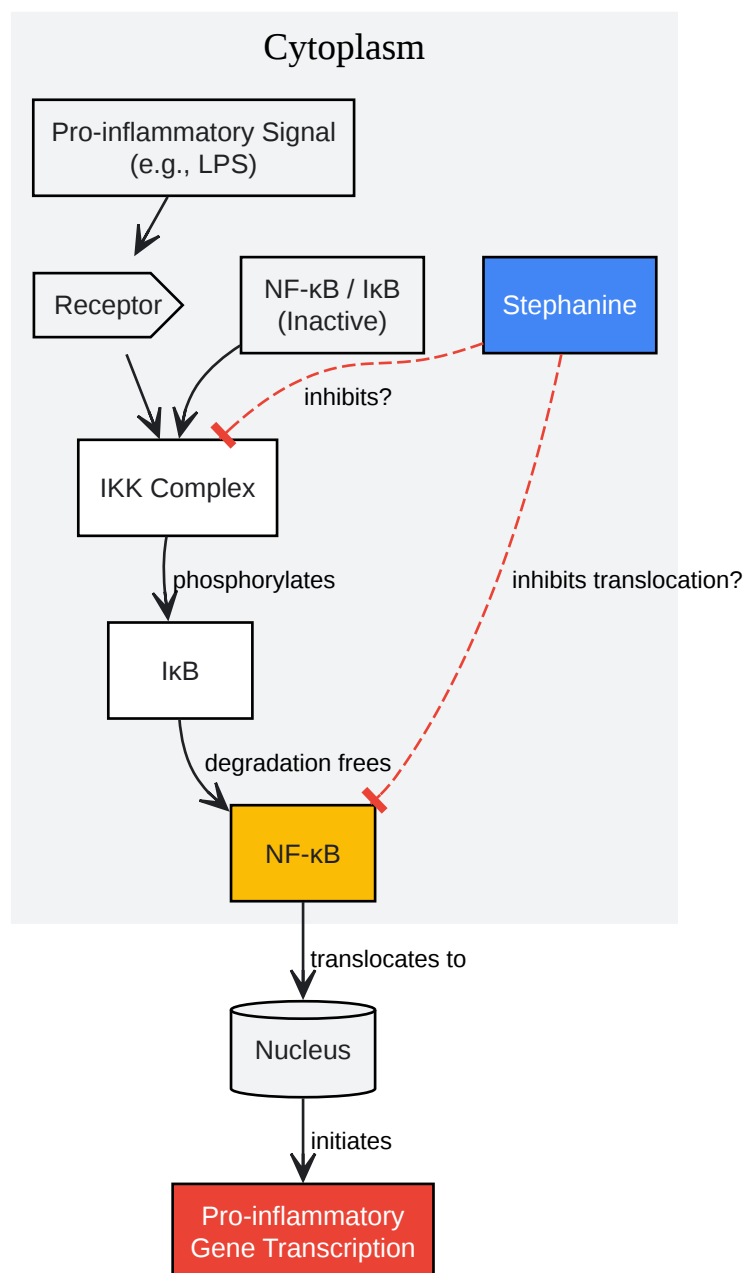 Cytoplasm
Pro-inflammatory Signal
(e.g., LPS)
Receptor
NF-κB / IκB
(Inactive)
Stephanine
inhibits?
IKK Complex
phosphorylates
inhibits translocation?
IκB
degradation frees
NF-κB
translocates to
Nucleus
initiates
Pro-inflammatory
Gene Transcription